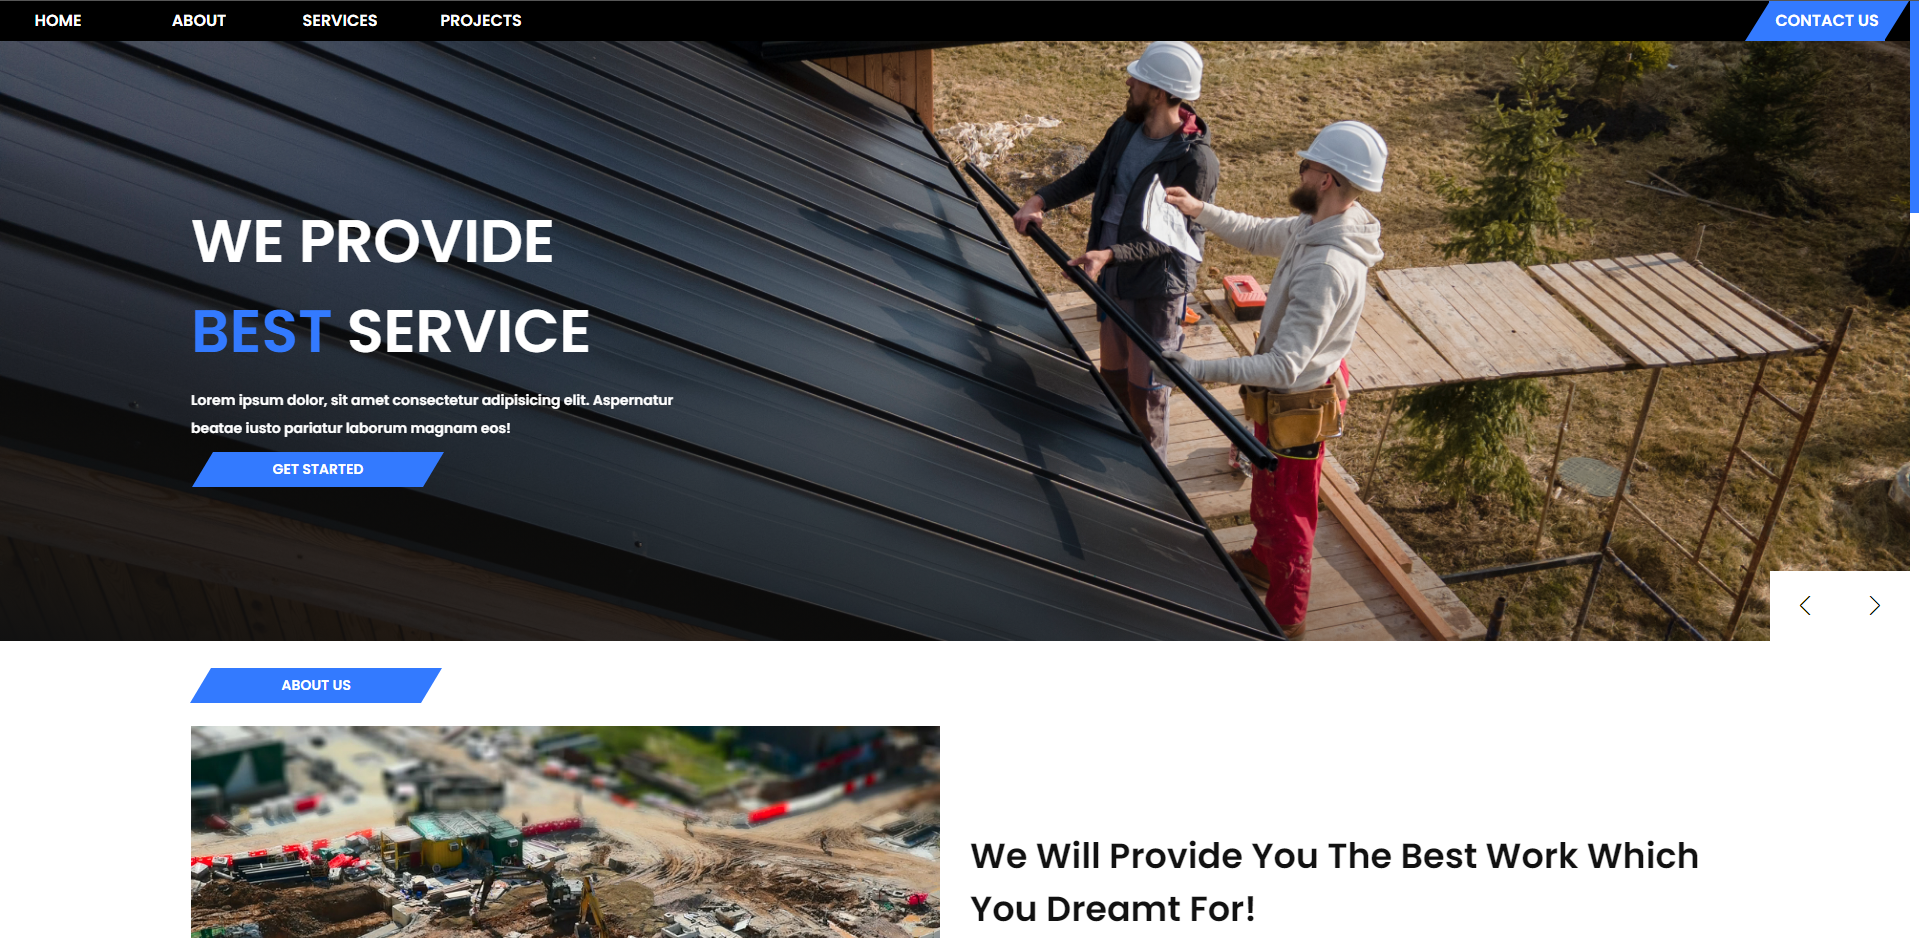 HOME ABOUT SERVICES PROJECTS CONTACT US
WE PROVIDE
BEST SERVICE
Lorem ipsum dolor, sit amet consectetur adipisicing elit. Aspernatur
beatae iusto pariatur laborum magnam eos!
GET STARTED
ABOUT US
We Will Provide You The Best Work Which
You Dreamt For!